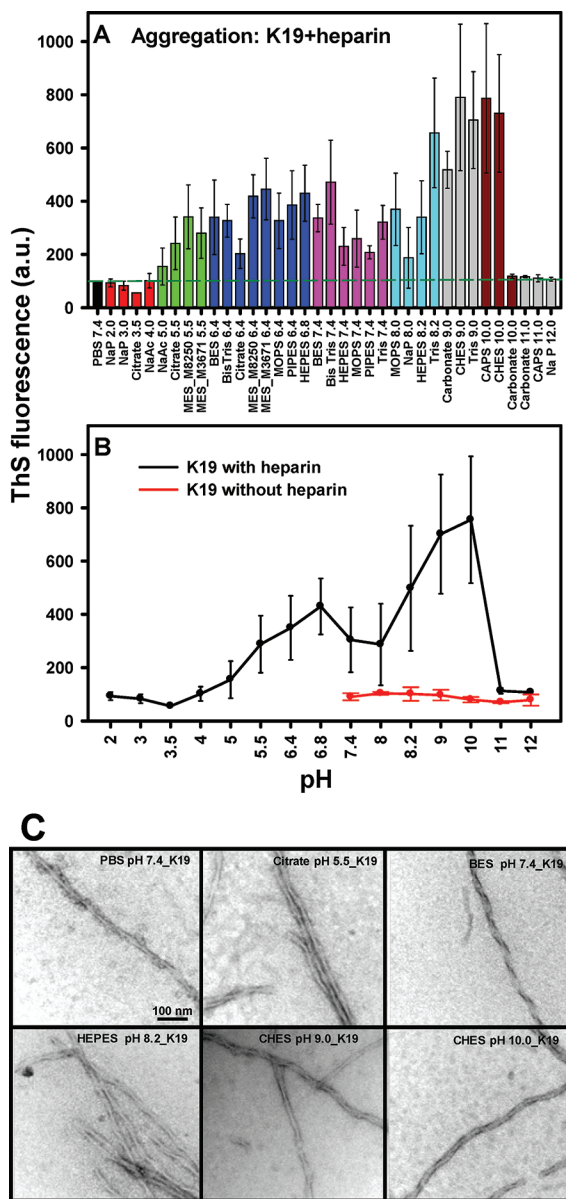 A Aggregation: K19+heparin
1000
800
600
400
200
0
PBS 7.4
NaP 2.0
NaP 3.0
Citrate 3.5
NaAc 4.0
NaAc 5.0
Citrate 5.5
MES_M8250 5.5
MES_M3671 5.5
BES 6.4
BisTris 6.4
Citrate 6.4
MES_M8250 6.4
MES_M3671 6.4
MOPS 6.4
PIPES 6.4
HEPES 6.8
BES 7.4
Bis Tris 7.4
HEPES 7.4
MOPS 7.4
PIPES 7.4
Tris 7.4
MOPS 8.0
NaP 8.0
HEPES 8.2
Tris 8.2
Carbonate 9.0
CHES 9.0
Tris 9.0
CAPS 10.0
CHES 10.0
Carbonate 10.0
Carbonate 11.0
CAPS 11.0
Na P 12.0
ThS fluorescence (a.u.)
B
K19 with heparin
K19 without heparin
1000
800
600
400
200
0
2 3 3.5 4 5 5.5 6.4 6.8 7.4 8 8.2 9 10 11 12
pH
C
PBS pH 7.4_K19
Citrate pH 5.5_K19
BES pH 7.4_K19
100 nm
HEPES pH 8.2_K19
CHES pH 9.0_K19
CHES pH 10.0_K19